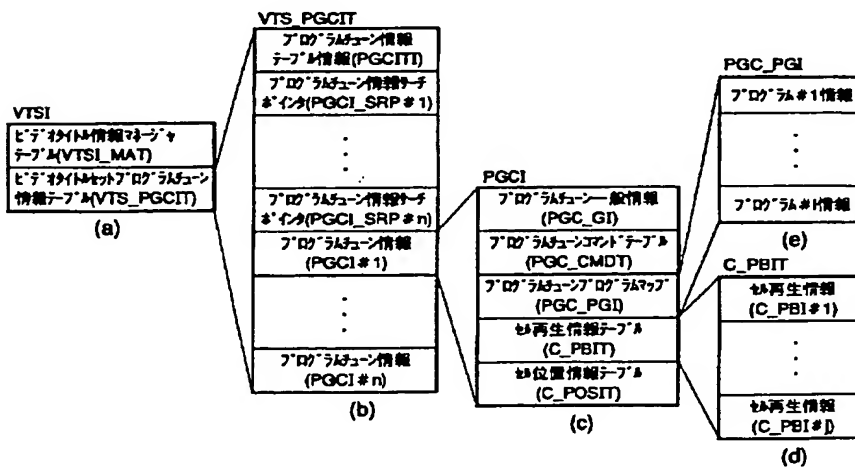 VTSI
ビデオタイトル情報マネージャ
テーブル(VTSI_MAT)
ビデオタイトルセットプログラムチェーン
情報テーブル(VTS_PGCIT)
(a)
VTS_PGCIT
プログラムチェーン情報
テーブル情報(PGCITI)
プログラムチェーン情報サーチ
ポインタ(PGCI_SRP#1)
プログラムチェーン情報サーチ
ポインタ(PGCI_SRP#n)
プログラムチェーン情報
(PGCI#1)
プログラムチェーン情報
(PGCI#n)
(b)
PGCI
プログラムチェーン一般情報
(PGC_GI)
プログラムチェーンコマンドテーブル
(PGC_CMDT)
プログラムチェーンプログラムマップ
(PGC_PGI)
セル再生情報テーブル
(C_PBIT)
セル位置情報テーブル
(C_POSIT)
(c)
PGC_PGI
プログラム#1情報
プログラム#i情報
(e)
C_PBIT
セル再生情報
(C_PBI#1)
セル再生情報
(C_PBI#j)
(d)